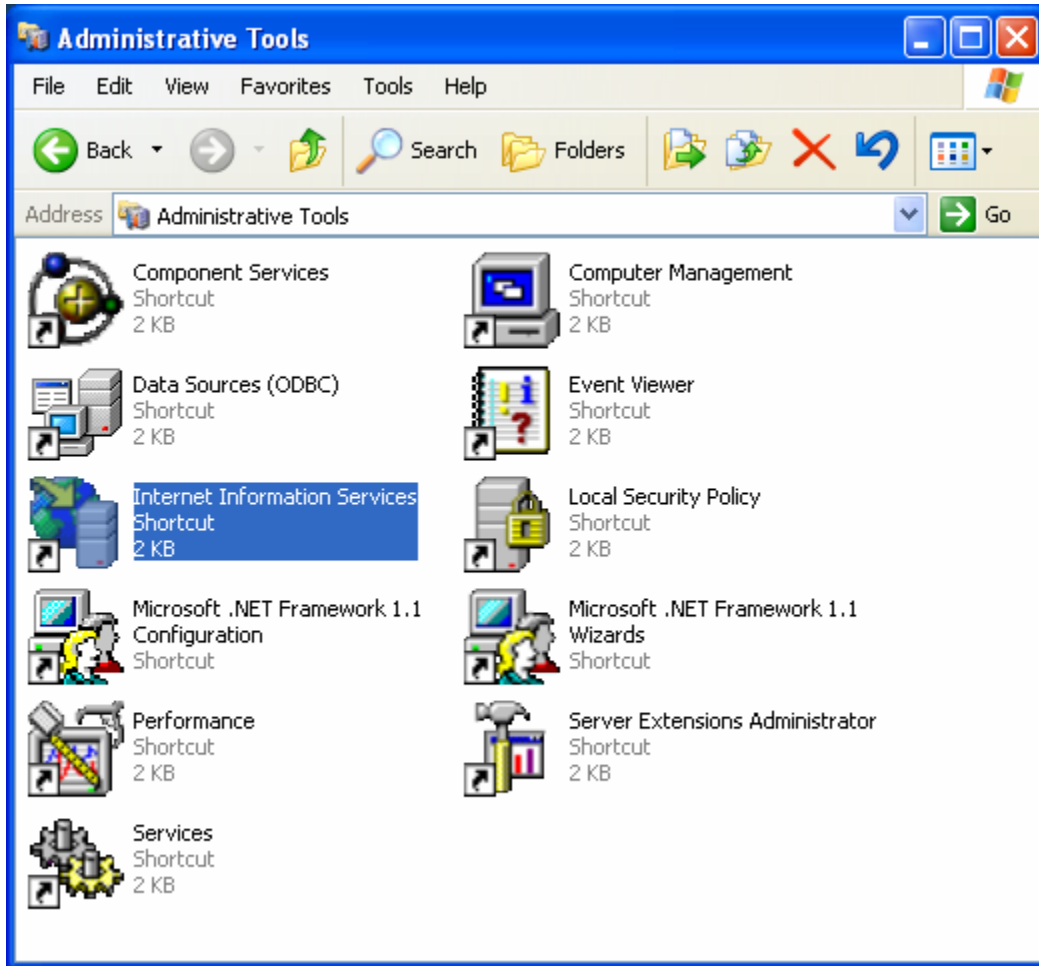 Administrative Tools
File Edit View Favorites Tools Help
Back Search Folders
Address Administrative Tools Go
Component Services
Shortcut
2 KB
Computer Management
Shortcut
2 KB
Data Sources (ODBC)
Shortcut
2 KB
Event Viewer
Shortcut
2 KB
Internet Information Services
Shortcut
2 KB
Local Security Policy
Shortcut
2 KB
Microsoft .NET Framework 1.1
Configuration
Shortcut
Microsoft .NET Framework 1.1
Wizards
Shortcut
Performance
Shortcut
2 KB
Server Extensions Administrator
Shortcut
2 KB
Services
Shortcut
2 KB